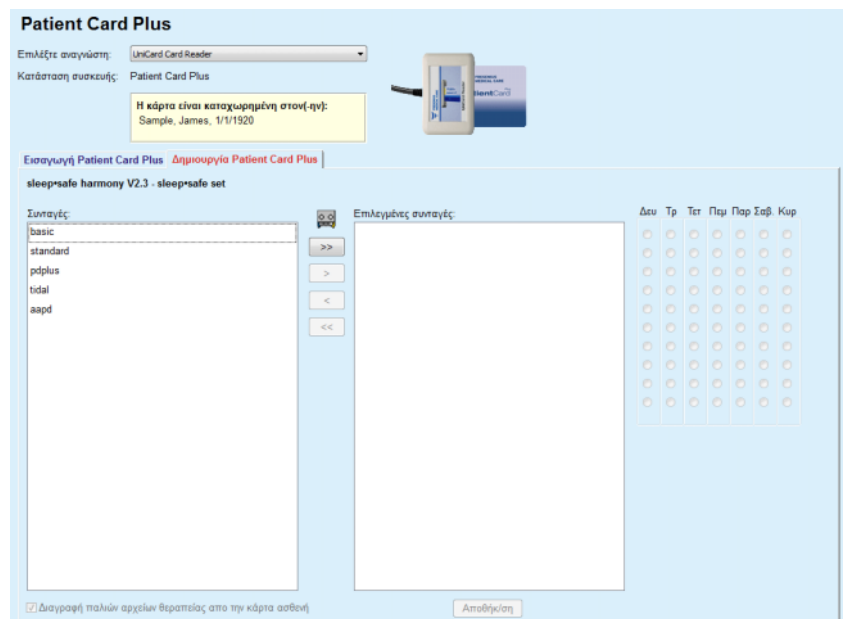 Patient Card Plus
Επιλέξτε αναγνώστη: UniCard Card Reader
Κατάσταση συσκευής: Patient Card Plus
Η κάρτα είναι καταχωρημένη στον(-ην):
Sample, James, 1/1/1920
Εισαγωγή Patient Card Plus Δημιουργία Patient Card Plus
sleep•safe harmony V2.3 - sleep•safe set
Συνταγές: Επιλεγμένες συνταγές: Δευ Τρ Τετ Πεμ Παρ Σαβ. Κυρ
basic
standard
pdplus
tidal
aapd
>>
>
<
<<
Διαγραφή παλιών αρχείων θεραπείας απο την κάρτα ασθενή Αποθήκ/ση